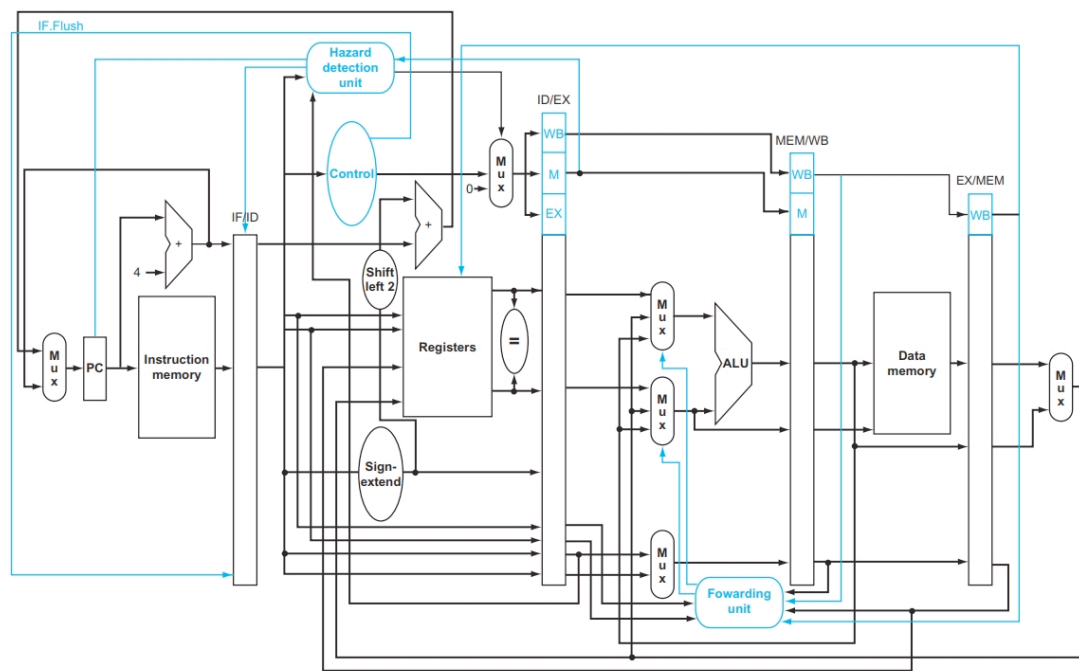 IF.Flush
Hazard
detection
unit
ID/EX
WB
MEM/WB
Control
M
u
x
M
WB
EX/MEM
0
EX
M
WB
IF/ID
+
+
4
Shift
left 2
M
u
x
PC
Instruction
memory
Registers
=
M
u
x
ALU
Data
memory
M
u
x
M
u
x
Sign-
extend
M
u
x
Fowarding
unit